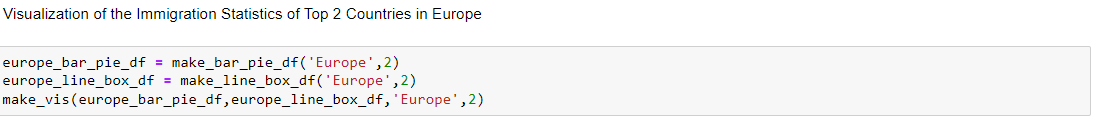 Visualization of the Immigration Statistics of Top 2 Countries in Europe
europe_bar_pie_df = make_bar_pie_df('Europe',2)
europe_line_box_df = make_line_box_df('Europe',2)
make_vis(europe_bar_pie_df,europe_line_box_df,'Europe',2)